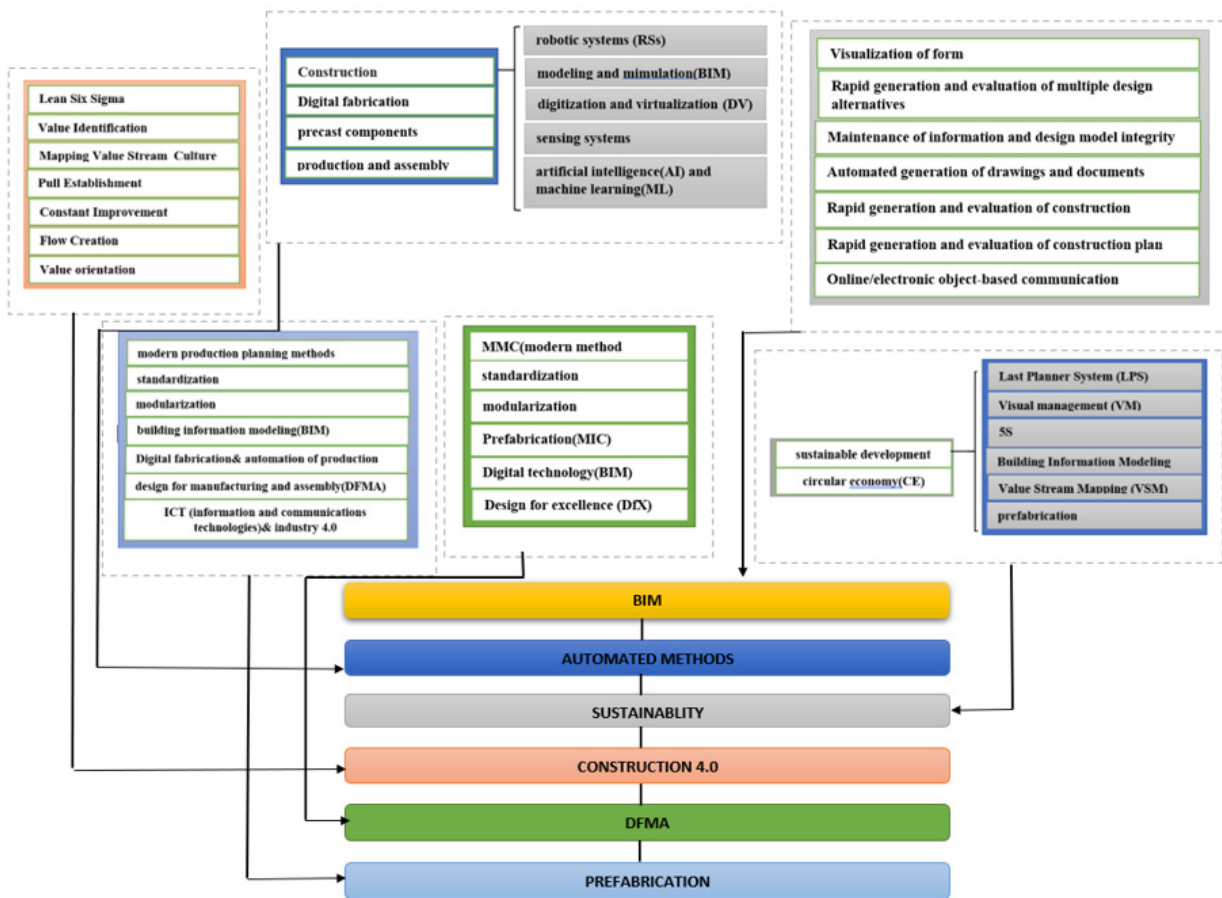 Lean Six Sigma
Value Identification
Mapping Value Stream Culture
Pull Establishment
Constant Improvement
Flow Creation
Value orientation
Construction
Digital fabrication
precast components
production and assembly
robotic systems (RSs)
modeling and mimulation(BIM)
digitization and virtualization (DV)
sensing systems
artificial intelligence(AI) and
machine learning(ML)
Visualization of form
Rapid generation and evaluation of multiple design
alternatives
Maintenance of information and design model integrity
Automated generation of drawings and documents
Rapid generation and evaluation of construction
Rapid generation and evaluation of construction plan
Online/electronic object-based communication
modern production planning methods
standardization
modularization
building information modeling(BIM)
Digital fabrication& automation of production
design for manufacturing and assembly(DFMA)
ICT (information and communications
technologies)& industry 4.0
MMC(modern method
standardization
modularization
Prefabrication(MIC)
Digital technology(BIM)
Design for excellence (DfX)
sustainable development
circular economy(CE)
Last Planner System (LPS)
Visual management (VM)
5S
Building Information Modeling
Value Stream Mapping (VSM)
prefabrication
BIM
AUTOMATED METHODS
SUSTAINABLITY
CONSTRUCTION 4.0
DFMA
PREFABRICATION